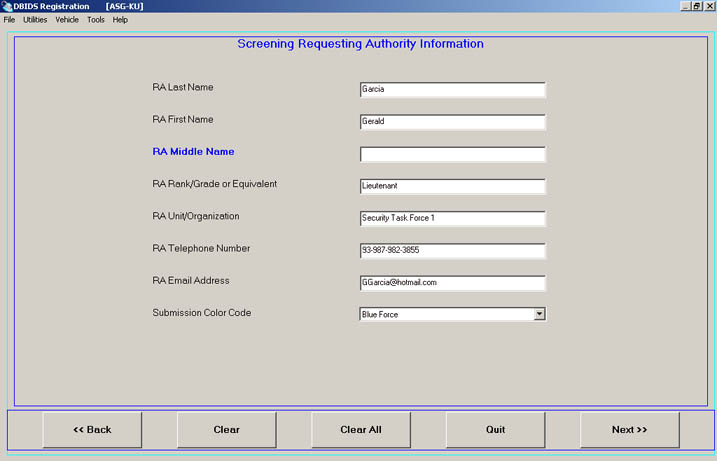 DBIDS Registration [ASG-KU]
File Utilities Vehicle Tools Help
Screening Requesting Authority Information
RA Last Name Garcia
RA First Name Gerald
RA Middle Name
RA Rank/Grade or Equivalent Lieutenant
RA Unit/Organization Security Task Force 1
RA Telephone Number 93-987-982-3855
RA Email Address GGarcia@hotmail.com
Submission Color Code Blue Force
<< Back Clear Clear All Quit Next >>